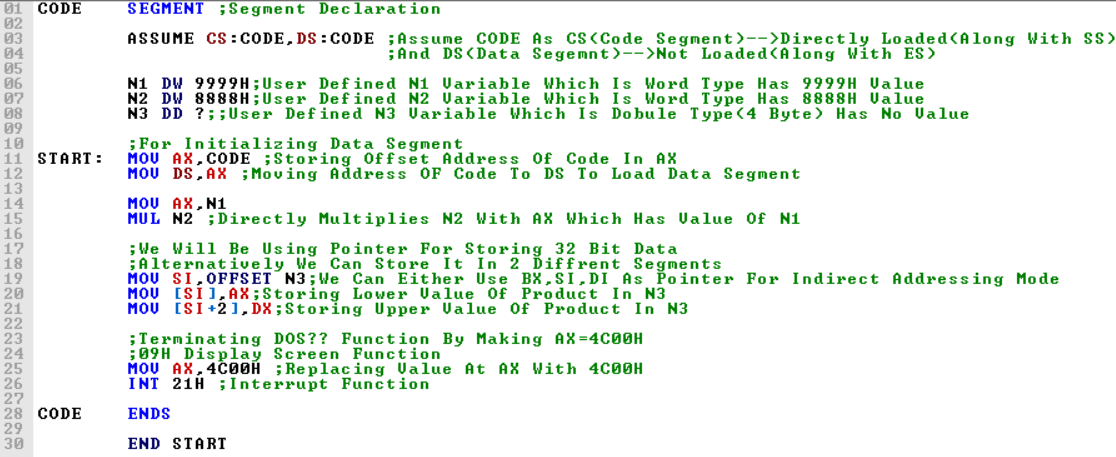 01 CODE SEGMENT ;Segment Declaration
02
03 ASSUME CS:CODE,DS:CODE ;Assume CODE As CS(Code Segment)-->Directly Loaded(Along With SS)
04 ;And DS(Data Segemnt)-->Not Loaded(Along With ES)
05
06 N1 DW 9999H;User Defined N1 Variable Which Is Word Type Has 9999H Value
07 N2 DW 8888H;User Defined N2 Variable Which Is Word Type Has 8888H Value
08 N3 DD ?;;User Defined N3 Variable Which Is Dobule Type(4 Byte) Has No Value
09
10 ;For Initializing Data Segment
11 START: MOV AX,CODE ;Storing Offset Address Of Code In AX
12 MOV DS,AX ;Moving Address OF Code To DS To Load Data Segment
13
14 MOV AX,N1
15 MUL N2 ;Directly Multiplies N2 With AX Which Has Value Of N1
16
17 ;We Will Be Using Pointer For Storing 32 Bit Data
18 ;Alternatively We Can Store It In 2 Diffrent Segments
19 MOV SI,OFFSET N3;We Can Either Use BX,SI,DI As Pointer For Indirect Addressing Mode
20 MOV [SI],AX;Storing Lower Value Of Product In N3
21 MOV [SI+2],DX;Storing Upper Value Of Product In N3
22
23 ;Terminating DOS?? Function By Making AX=4C00H
24 ;09H Display Screen Function
25 MOV AX,4C00H ;Replacing Value At AX With 4C00H
26 INT 21H ;Interrupt Function
27
28 CODE ENDS
29
30 END START